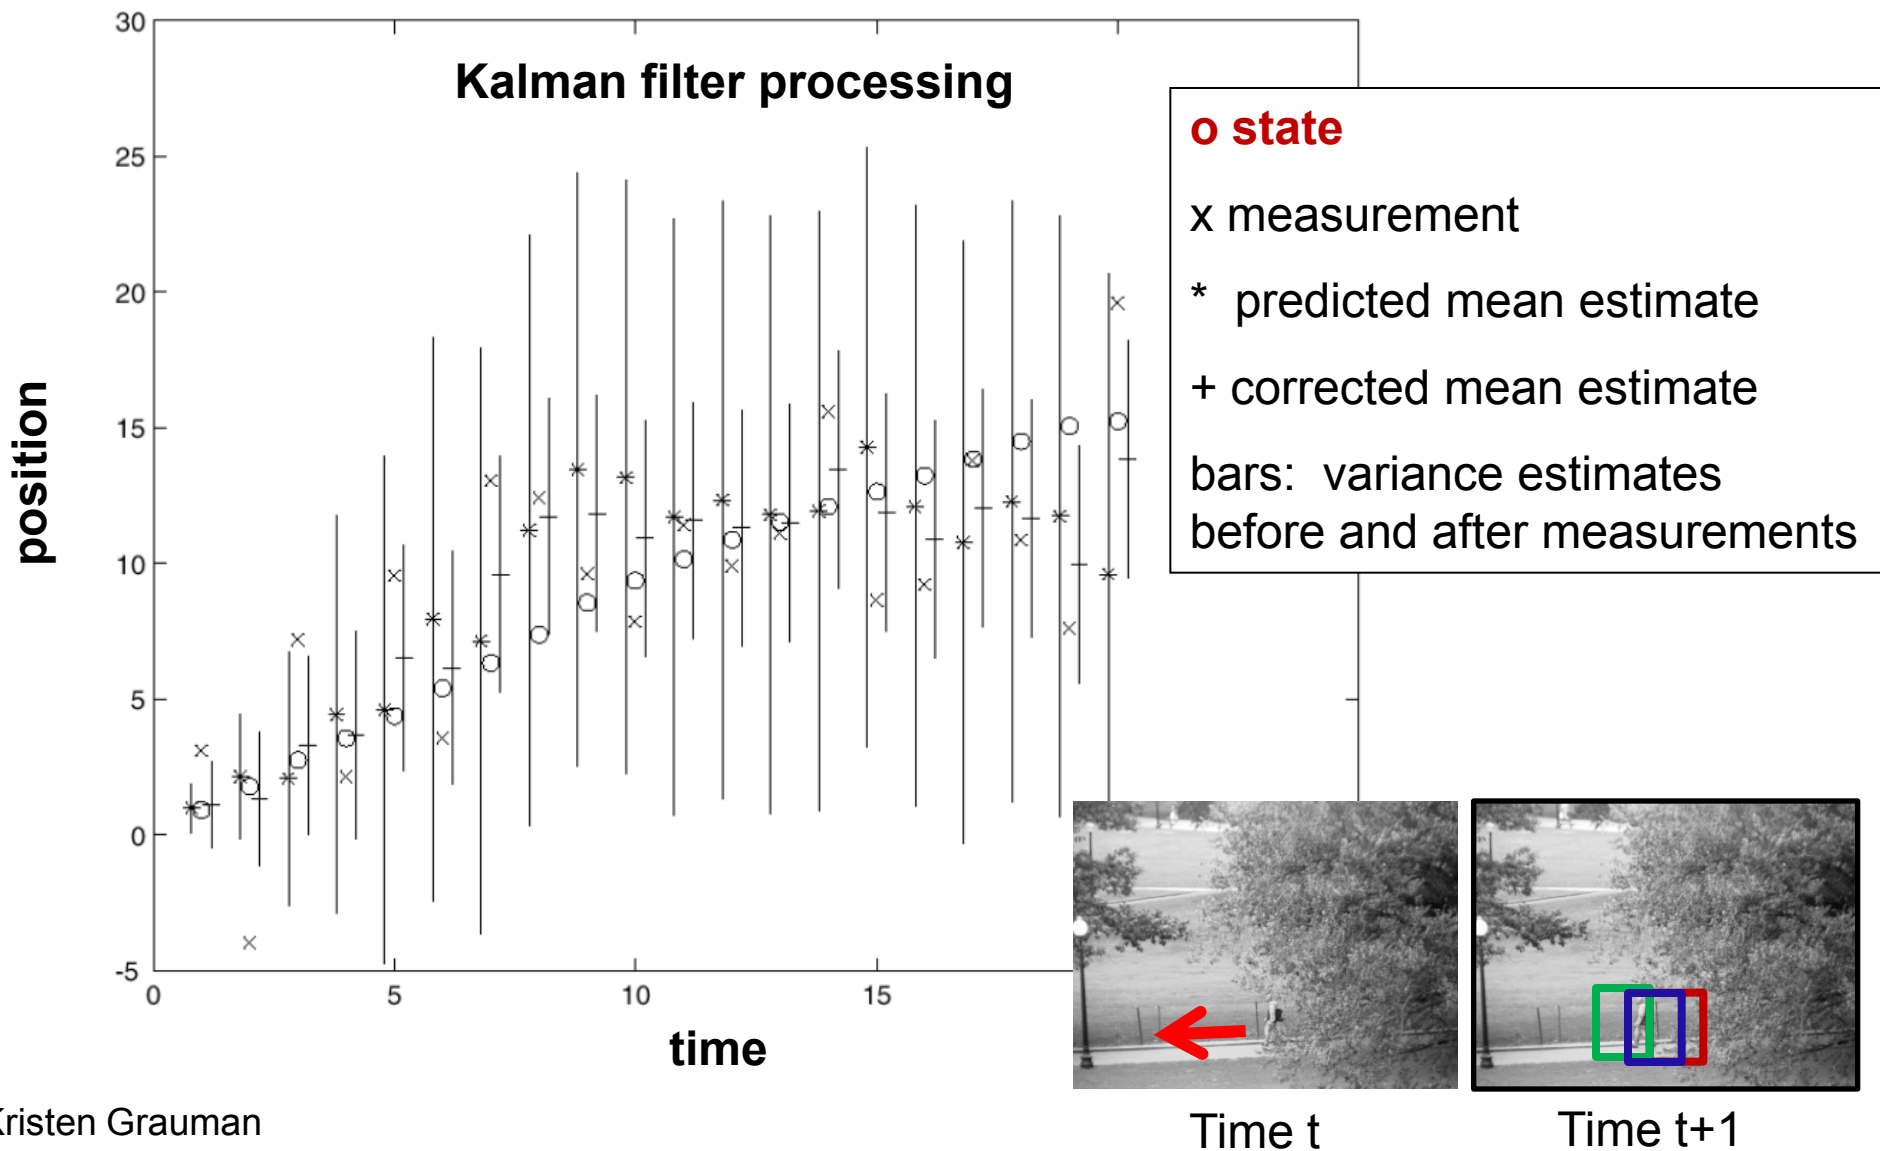 Kalman filter processing
o state
x measurement
* predicted mean estimate
+ corrected mean estimate
bars: variance estimates
before and after measurements
position
30
25
20
15
10
5
0
-5
0 5 10 15
time
Time t
Time t+1
Kristen Grauman